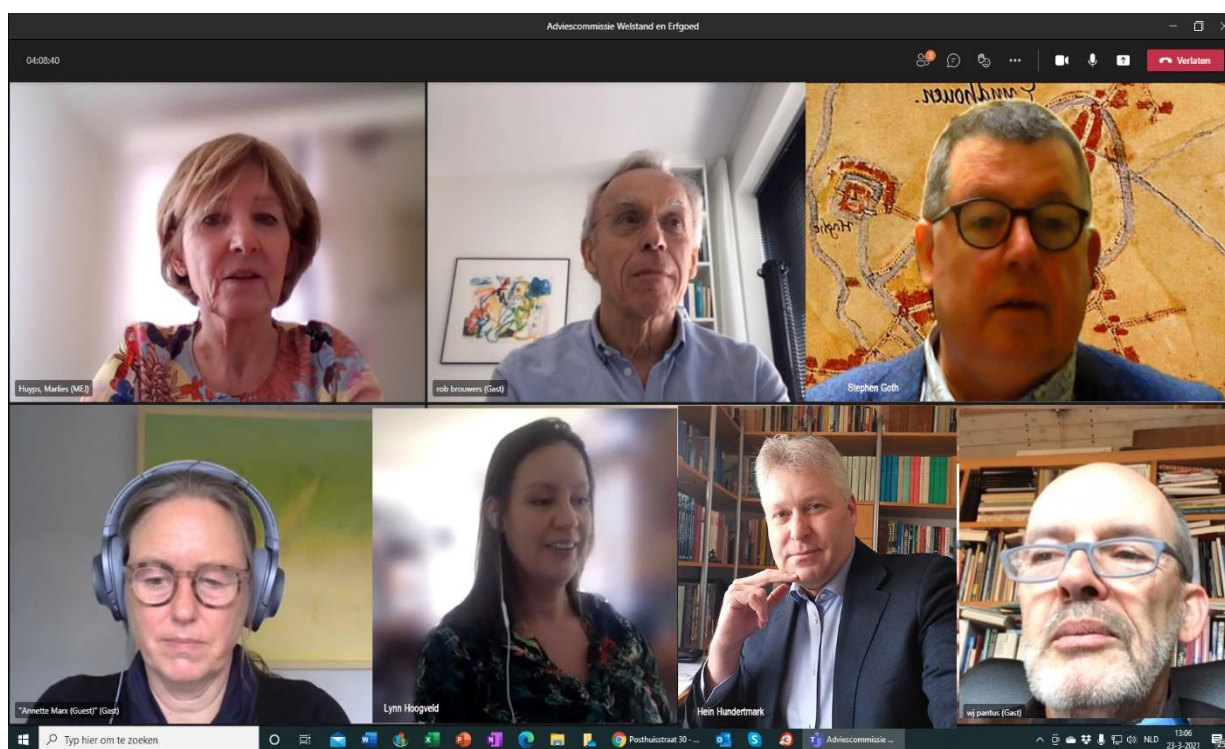 Adviescommissie Welstand en Erfgoed
04:08:40
3
Verlaten
Huyps, Marlies (MEJ)
rob brouwers (Gast)
Stephen Goth
"Annette Marx (Guest)" (Gast)
Lynn Hoogveld
Hein Hundertmark
wj pantus (Gast)
Typ hier om te zoeken
Posthuisstraat 30 - ...
Adviescommissie ...
NLD
13:06
23-3-2021